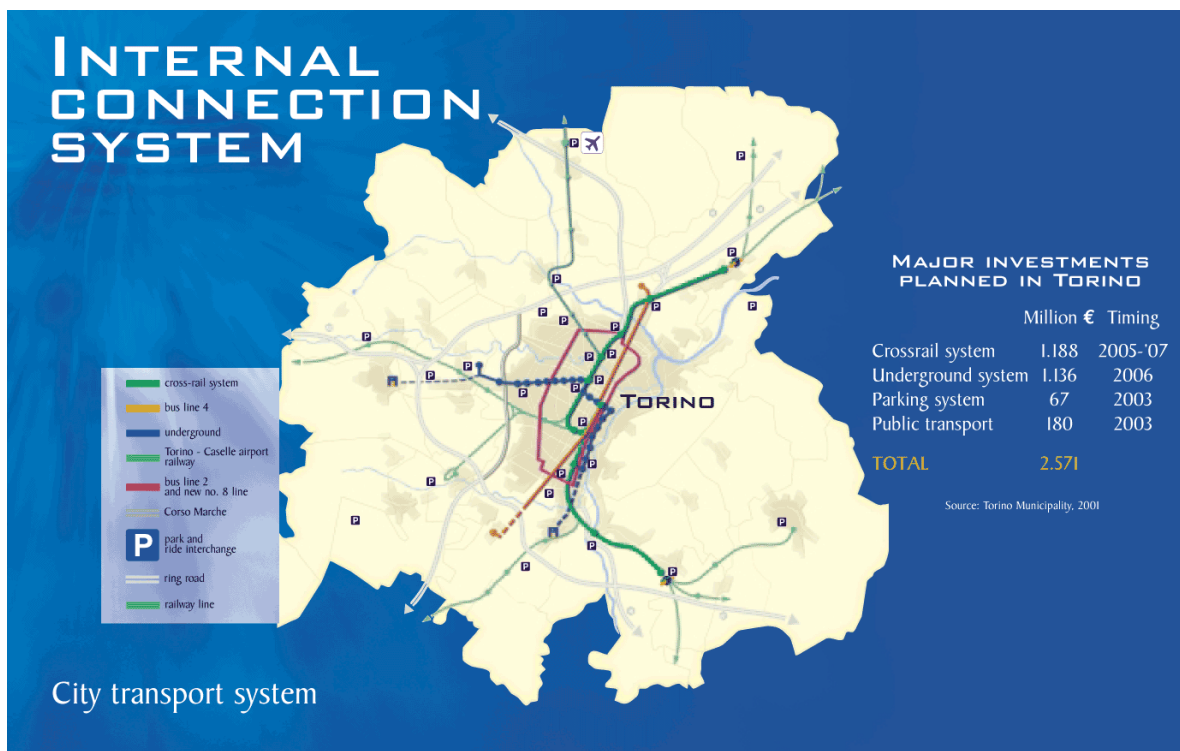 INTERNAL
CONNECTION
SYSTEM
TORINO
cross-rail system
bus line 4
underground
Torino - Caselle airport
railway
bus line 2
and new no. 8 line
Corso Marche
P park and
ride interchange
ring road
railway line
City transport system
MAJOR INVESTMENTS
PLANNED IN TORINO
Million € Timing
Crossrail system 1.188 2005-'07
Underground system 1.136 2006
Parking system 67 2003
Public transport 180 2003
TOTAL 2.571
Source: Torino Municipality, 2001